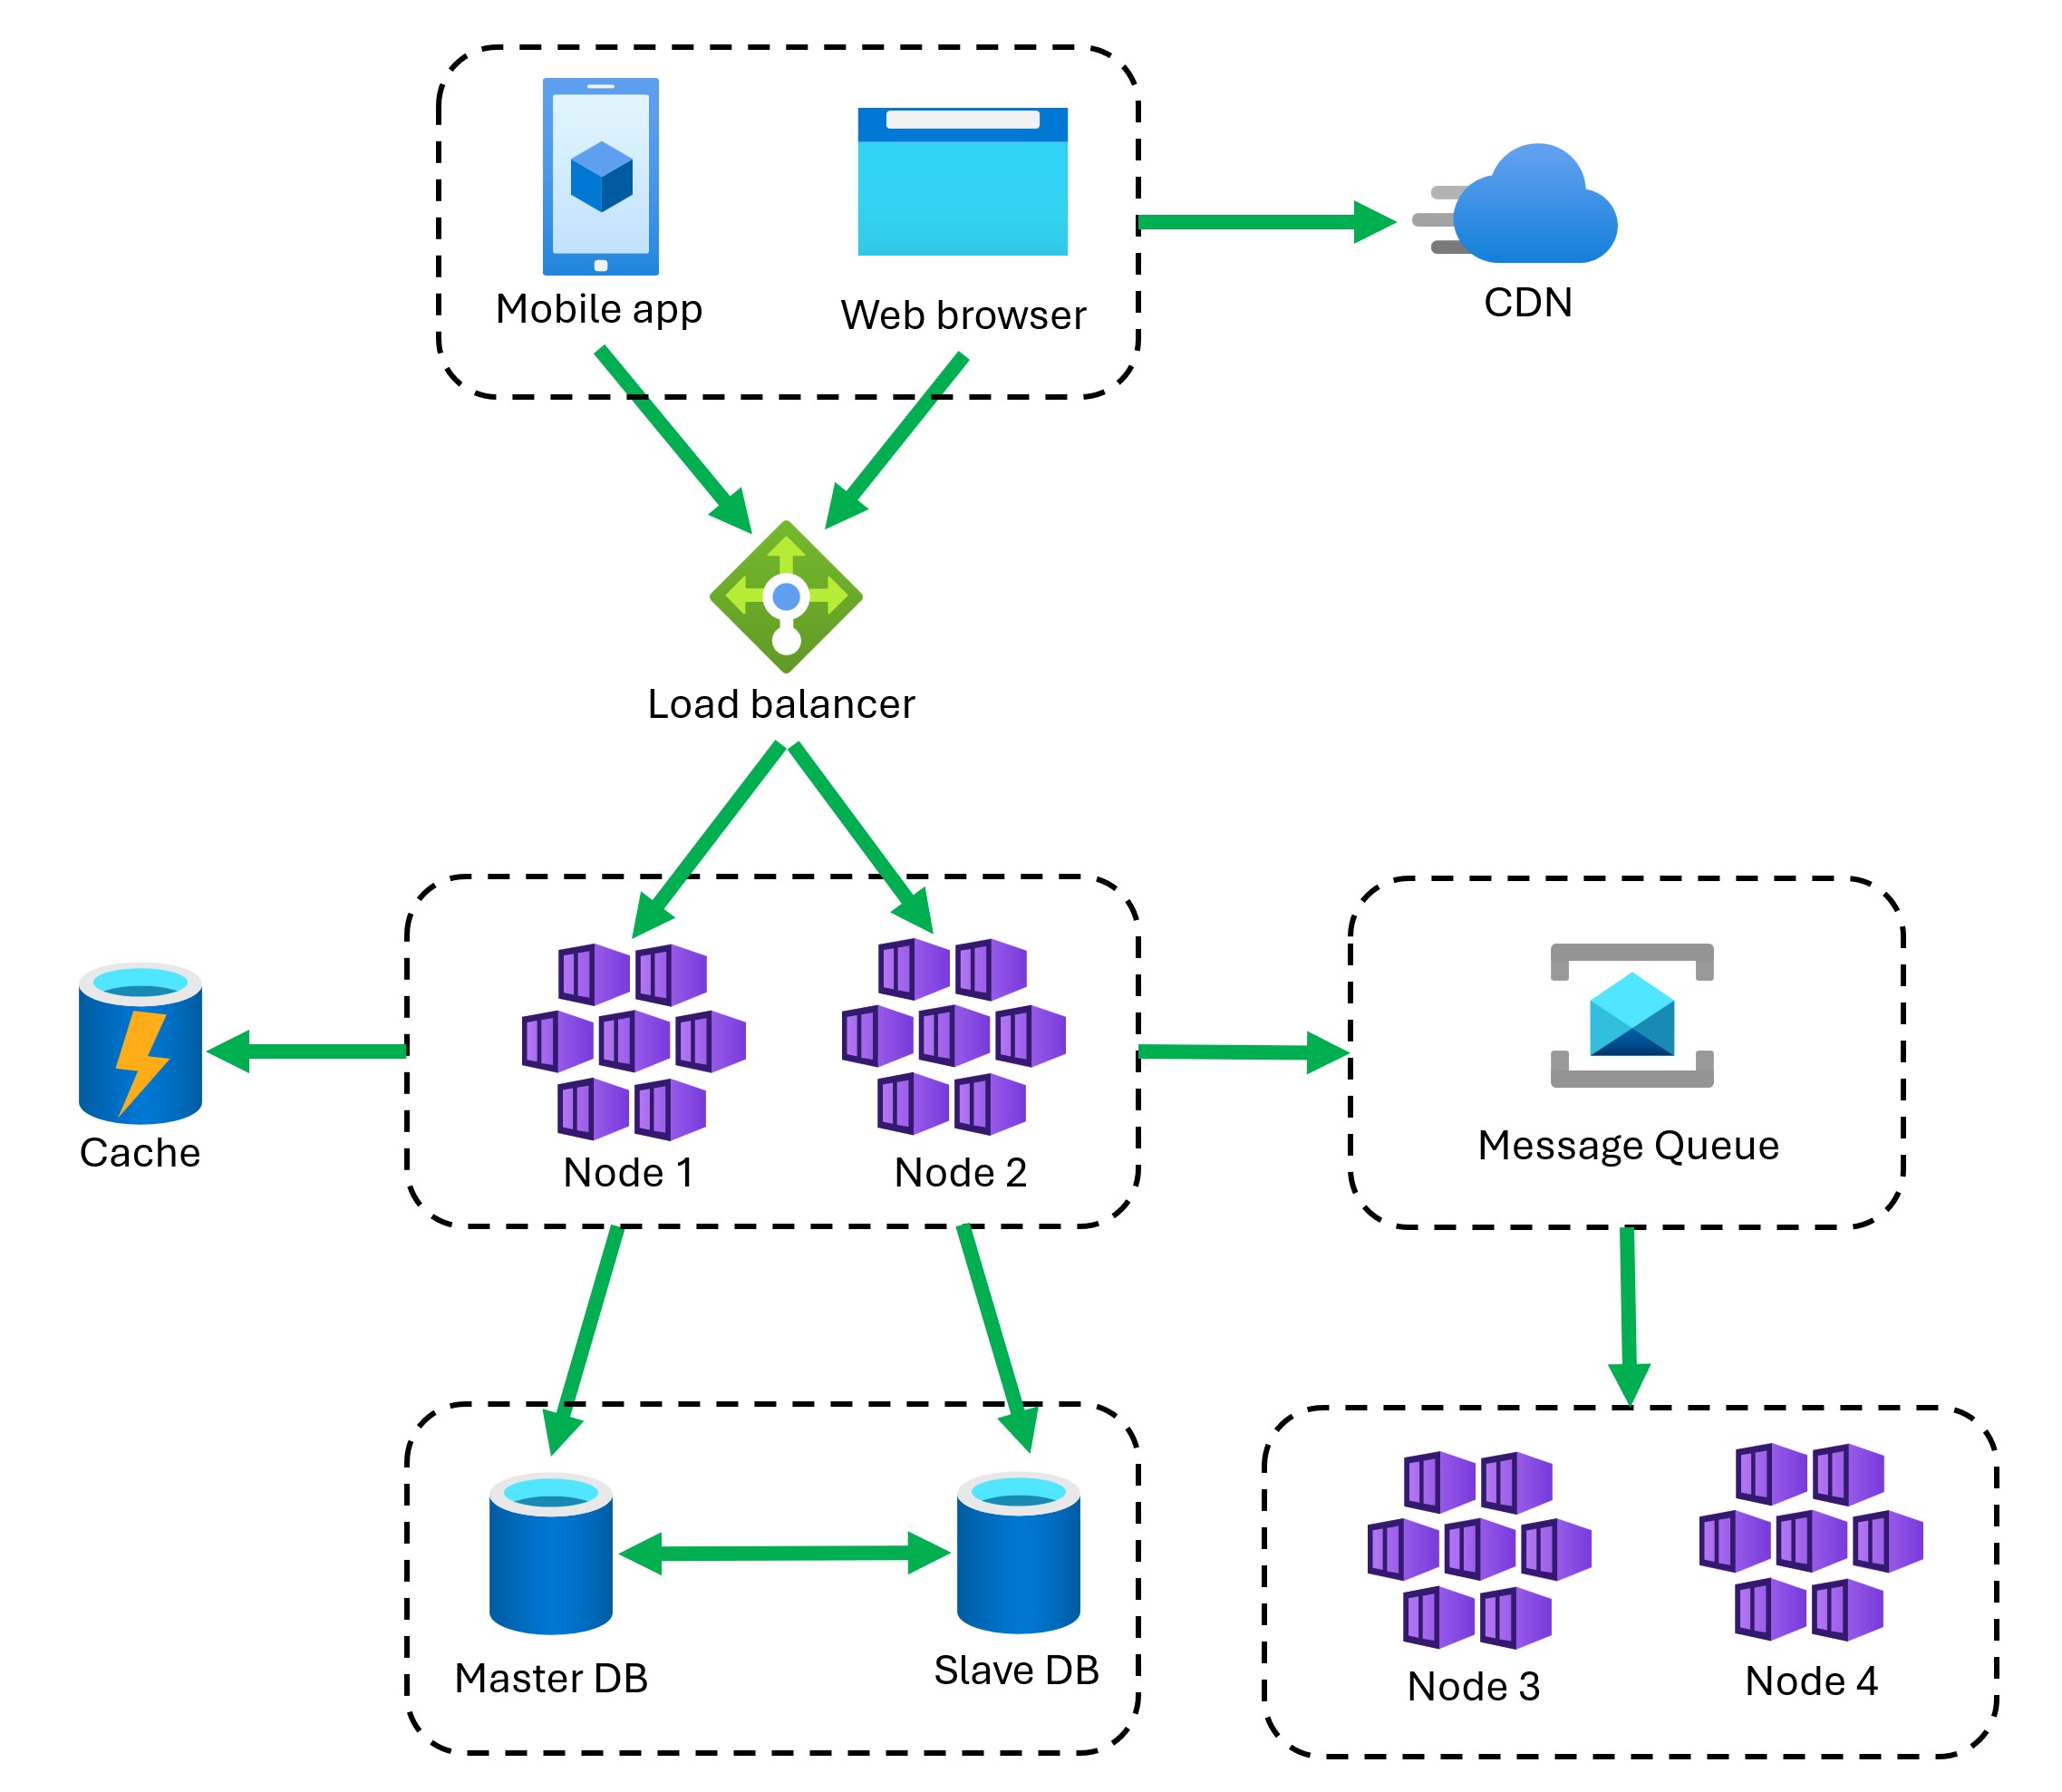 Mobile app
Web browser
CDN
Load balancer
Cache
Node 1
Node 2
Message Queue
Master DB
Slave DB
Node 3
Node 4